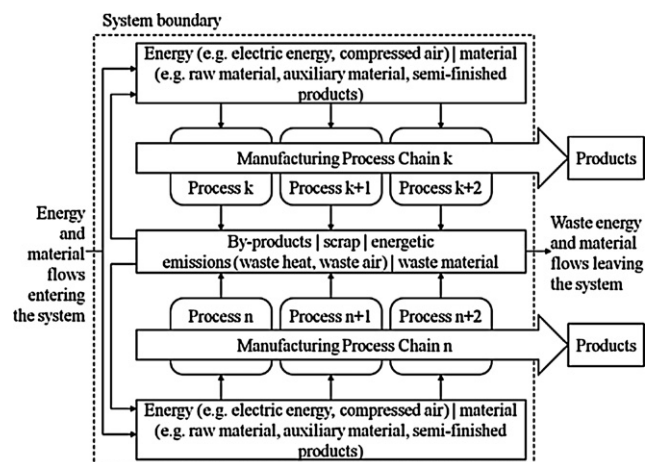 System boundary
Energy (e.g. electric energy, compressed air) | material
(e.g. raw material, auxiliary material, semi-finished
products)
Manufacturing Process Chain k
Products
Process k
Process k+1
Process k+2
Energy
and
material
flows
entering
the system
By-products | scrap | energetic
emissions (waste heat, waste air) | waste material
Waste energy
and material
flows leaving
the system
Process n
Process n+1
Process n+2
Manufacturing Process Chain n
Products
Energy (e.g. electric energy, compressed air) | material
(e.g. raw material, auxiliary material, semi-finished
products)